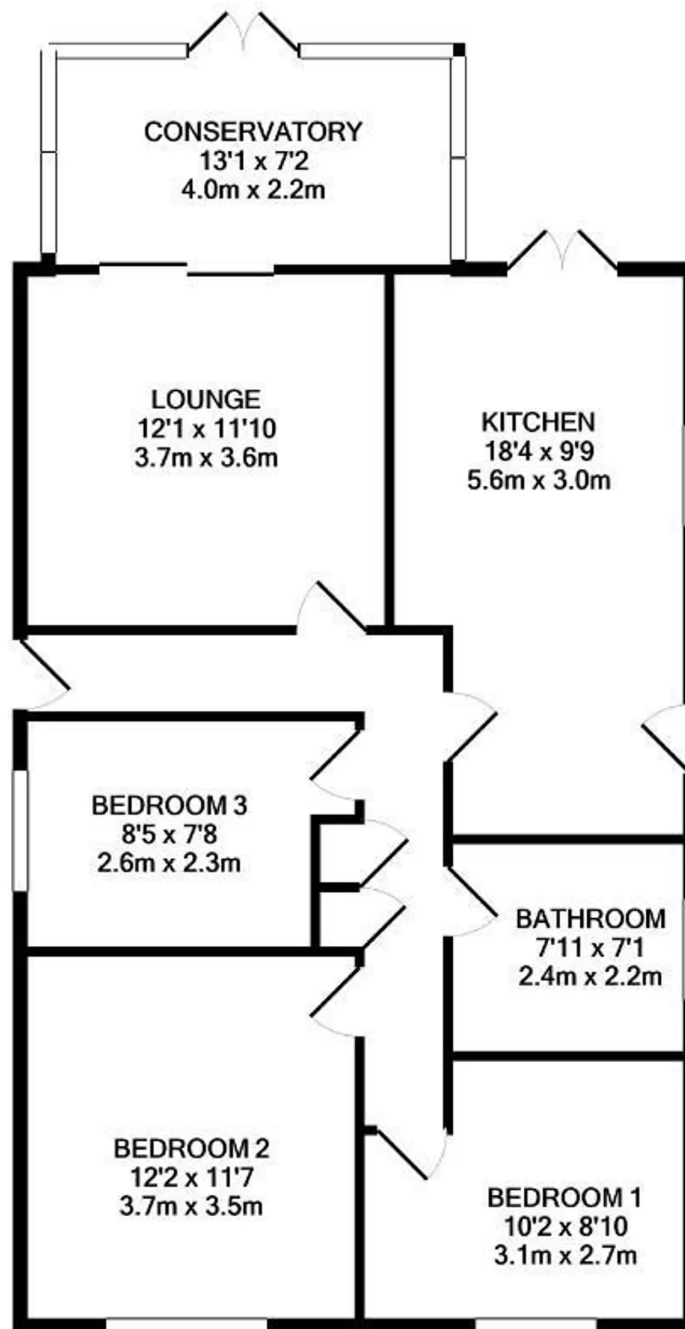 CONSERVATORY
13'1 x 7'2
4.0m x 2.2m
LOUNGE
12'1 x 11'10
3.7m x 3.6m
KITCHEN
18'4 x 9'9
5.6m x 3.0m
BEDROOM 3
8'5 x 7'8
2.6m x 2.3m
BATHROOM
7'11 x 7'1
2.4m x 2.2m
BEDROOM 2
12'2 x 11'7
3.7m x 3.5m
BEDROOM 1
10'2 x 8'10
3.1m x 2.7m